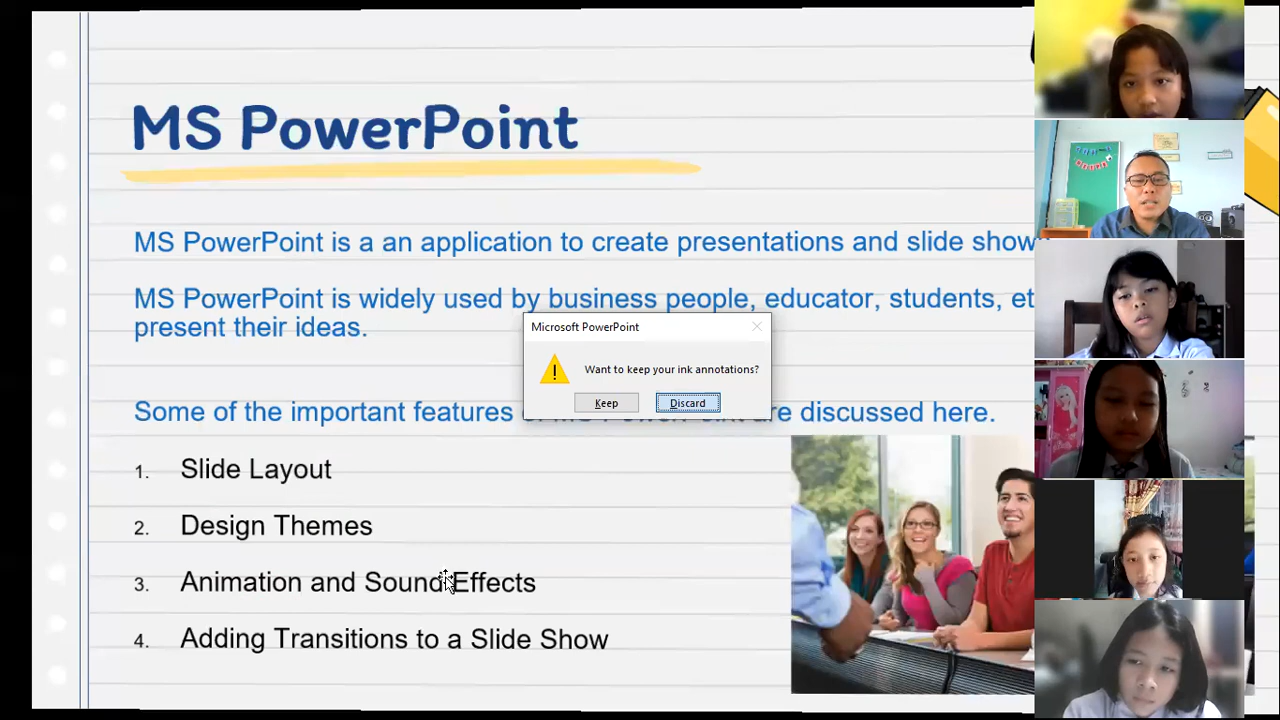 MS PowerPoint
MS PowerPoint is a an application to create presentations and slide show
MS PowerPoint is widely used by business people, educator, students, et
present their ideas.
Microsoft PowerPoint
Want to keep your ink annotations?
Keep
Discard
Some of the important features are discussed here.
1. Slide Layout
2. Design Themes
3. Animation and Sound Effects
4. Adding Transitions to a Slide Show